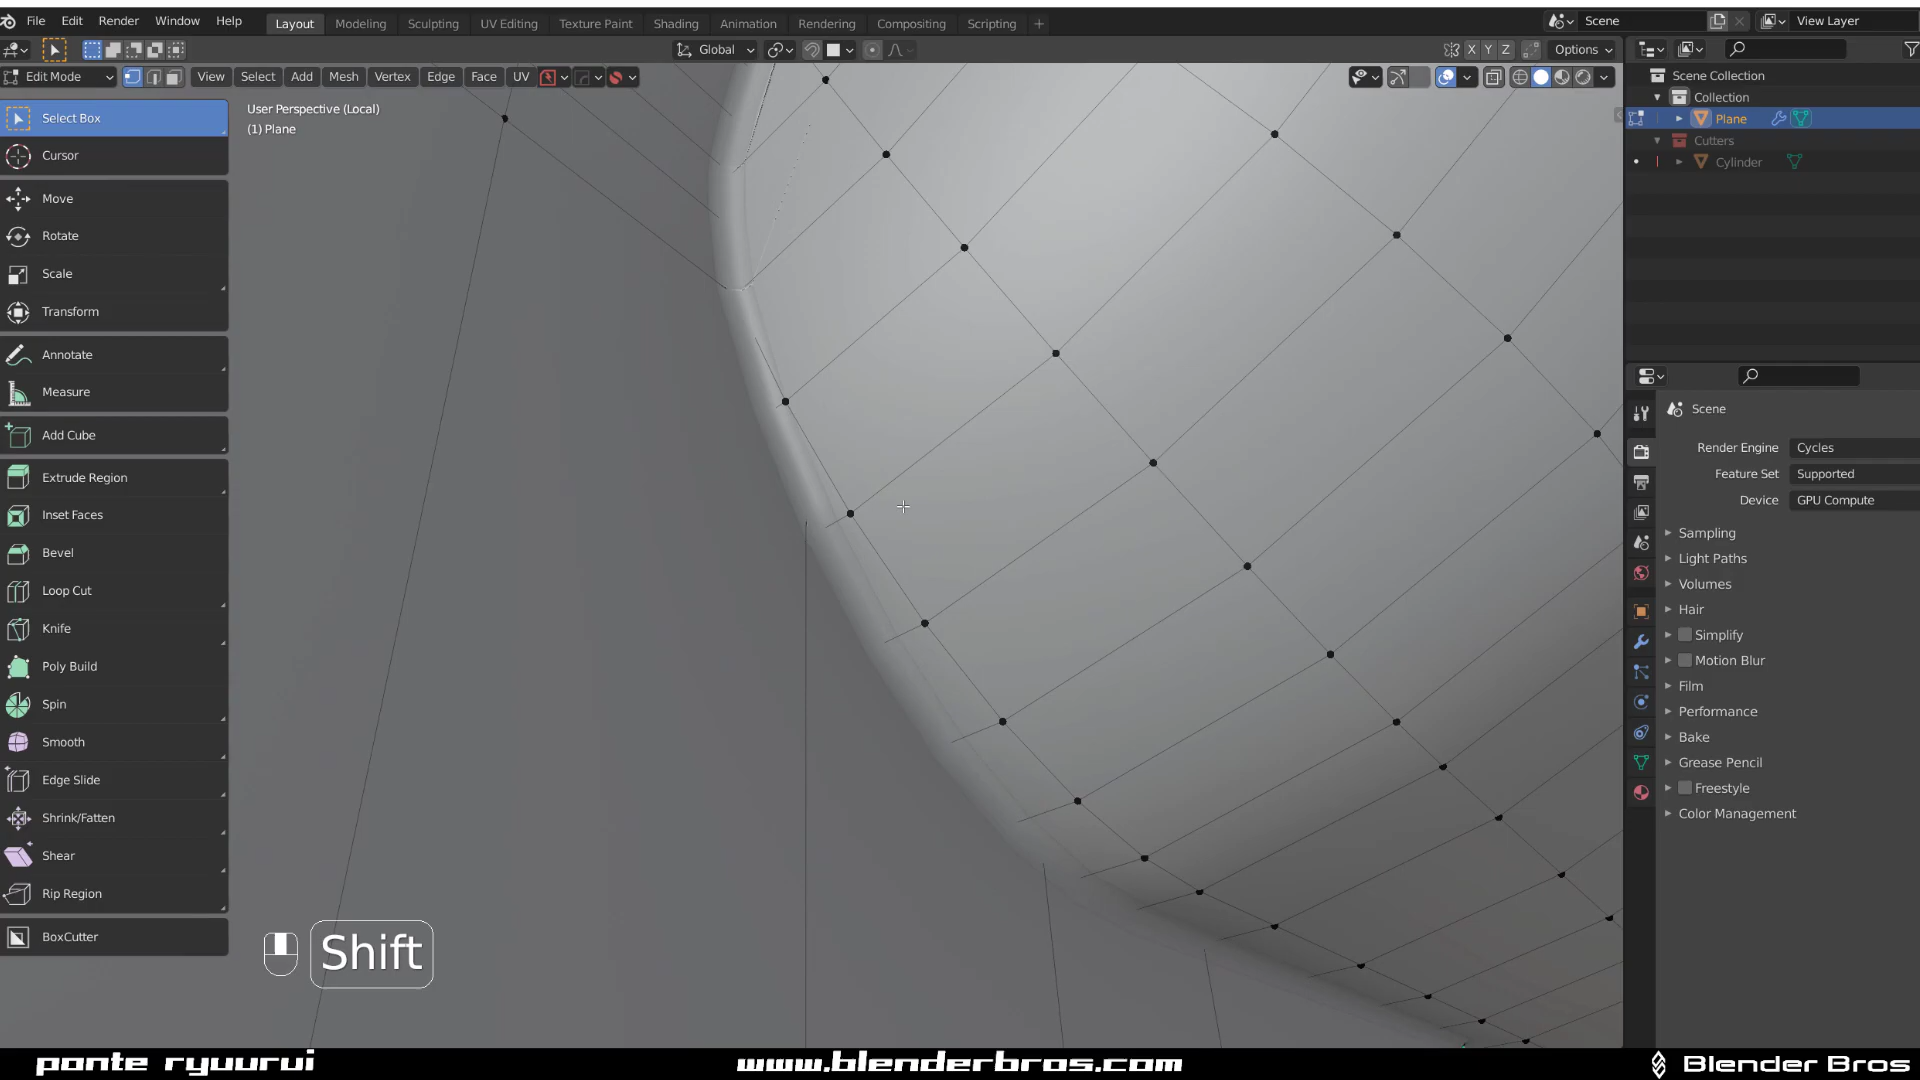 File Edit Render Window Help Layout Modeling Sculpting UV Editing Texture Paint Shading Animation Rendering Compositing Scripting + Scene View Layer
Global X Y Z Options
Edit Mode View Select Add Mesh Vertex Edge Face UV
Select Box
Cursor
Move
Rotate
Scale
Transform
Annotate
Measure
Add Cube
Extrude Region
Inset Faces
Bevel
Loop Cut
Knife
Poly Build
Spin
Smooth
Edge Slide
Shrink/Fatten
Shear
Rip Region
BoxCutter
User Perspective (Local)
(1) Plane
Shift
Scene Collection
Collection
Plane
Cutters
Cylinder
Scene
Render Engine Cycles
Feature Set Supported
Device GPU Compute
Sampling
Light Paths
Volumes
Hair
Simplify
Motion Blur
Film
Performance
Bake
Grease Pencil
Freestyle
Color Management
ponte ryuurui www.blenderbros.com Blender Bros